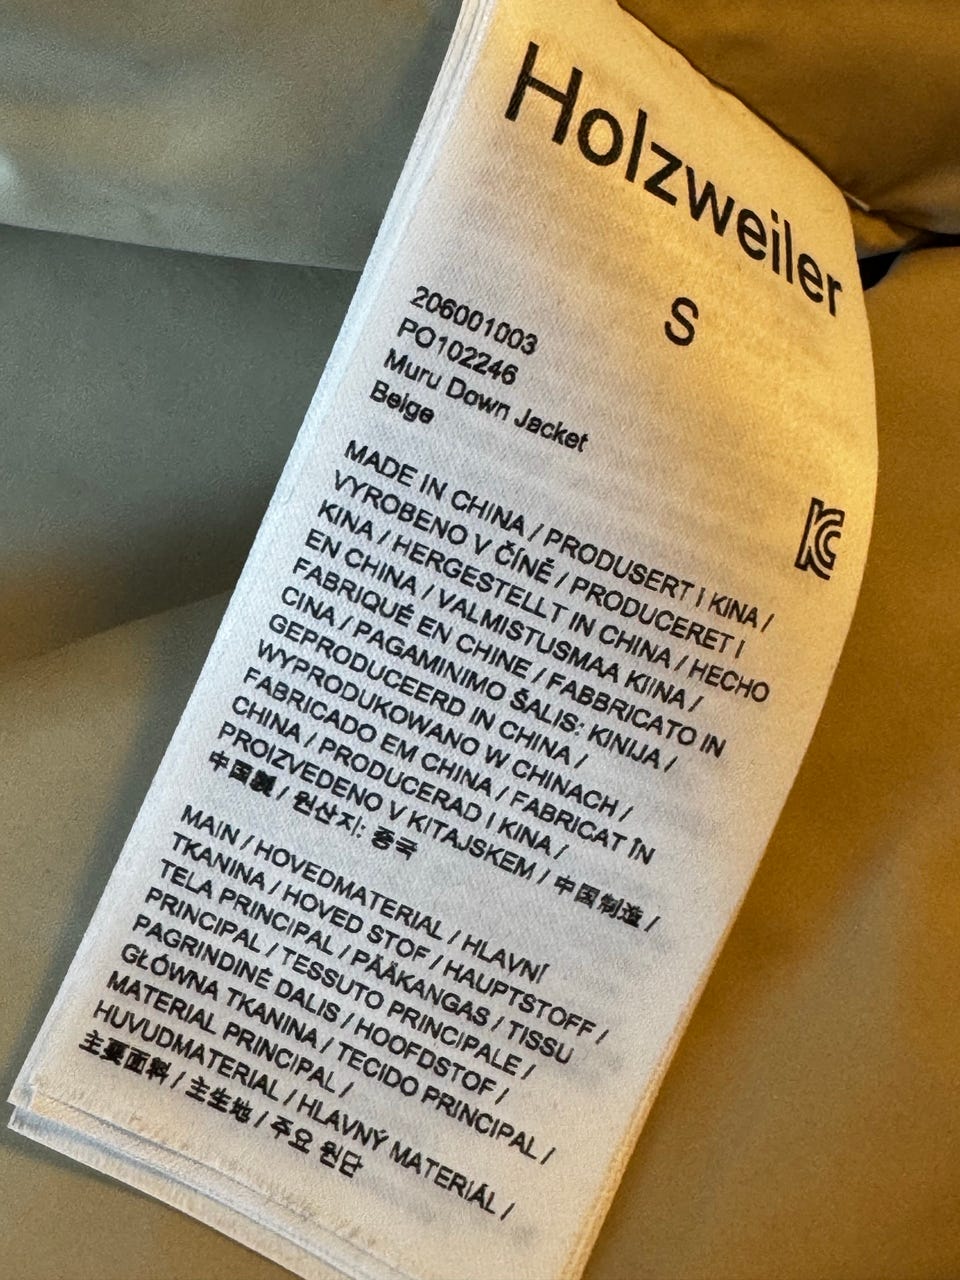 Holzweiler
S
206001003
PO102246
Muru Down Jacket
Beige
MADE IN CHINA / PRODUSERT I KINA /
VYROBENO V ČÍNĚ / PRODUCERET I
KINA / HERGESTELLT IN CHINA / HECHO
EN CHINA / VALMISTUSMAA KIINA /
FABRIQUÉ EN CHINE / FABBRICATO IN
CINA / PAGAMINIMO ŠALIS: KINIJA /
GEPRODUCEERD IN CHINA /
WYPRODUKOWANO W CHINACH /
FABRICADO EM CHINA / FABRICAT ÎN
CHINA / PRODUCERAD I KINA /
PROIZVEDENO V KITAJSKEM / 中国制造 /
中国製 / 원산지: 중국
MAIN / HOVEDMATERIAL / HLAVNÍ
TKANINA / HOVED STOF / HAUPTSTOFF /
TELA PRINCIPAL / PÄÄKANGAS / TISSU
PRINCIPAL / TESSUTO PRINCIPALE /
PAGRINDINĖ DALIS / HOOFDSTOF /
GŁÓWNA TKANINA / TECIDO PRINCIPAL /
MATERIAL PRINCIPAL /
HUVUDMATERIAL / HLAVNÝ MATERIÁL /
主要面料 / 主生地 / 주요 원단
KC